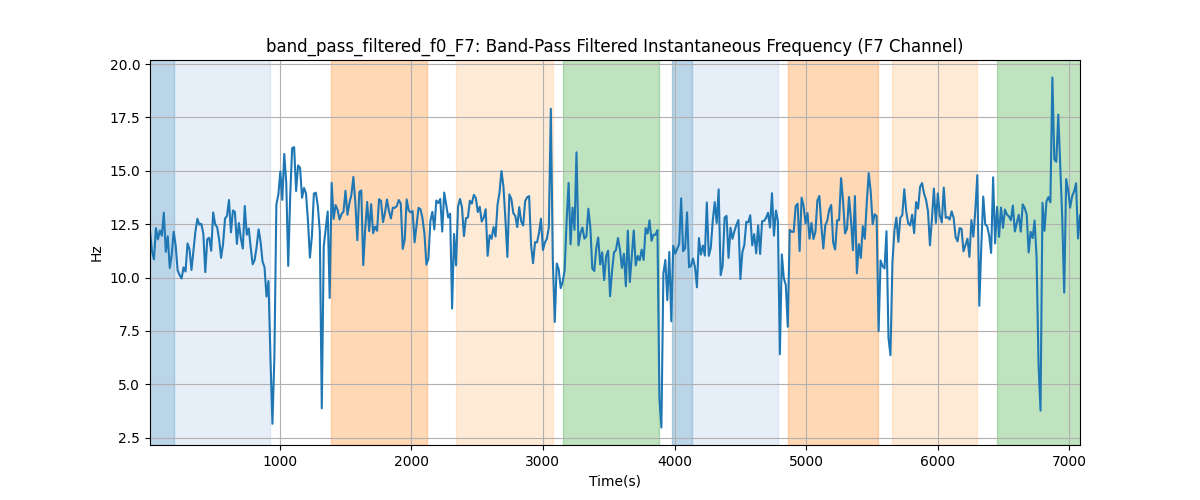 band_pass_filtered_f0_F7: Band-Pass Filtered Instantaneous Frequency (F7 Channel)
20.0
17.5
15.0
12.5
10.0
7.5
5.0
2.5
Hz
1000 2000 3000 4000 5000 6000 7000
Time(s)